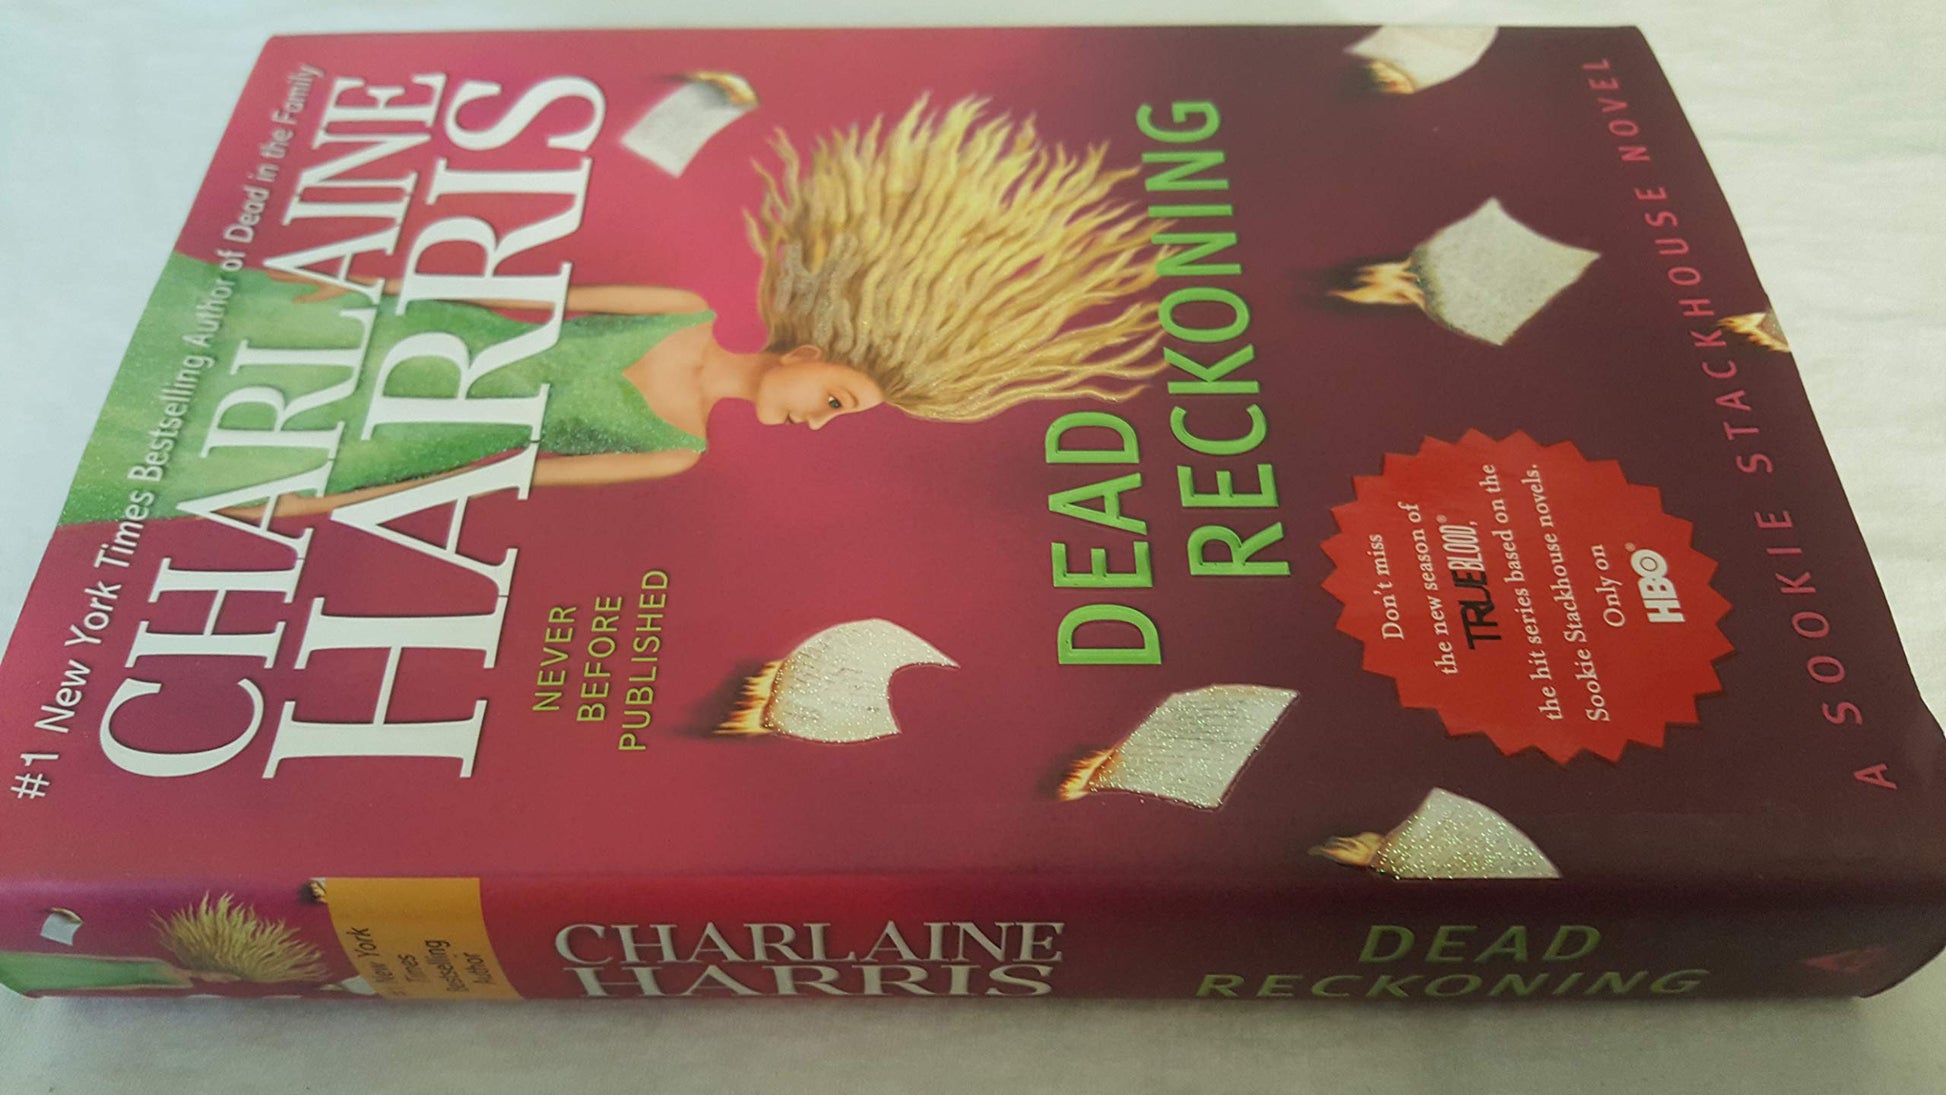 #1 New York Times Bestselling Author of Dead in the Family
CHARLAINE
HARRIS
NEVER
BEFORE
PUBLISHED
DEAD
RECKONING
Don't miss
the new season of
TRUEBLOOD®,
the hit series based on the
Sookie Stackhouse novels.
Only on
HBO®
A SOOKIE STACKHOUSE NOVEL
New York
Times
Bestselling
Author
CHARLAINE
HARRIS
DEAD
RECKONING